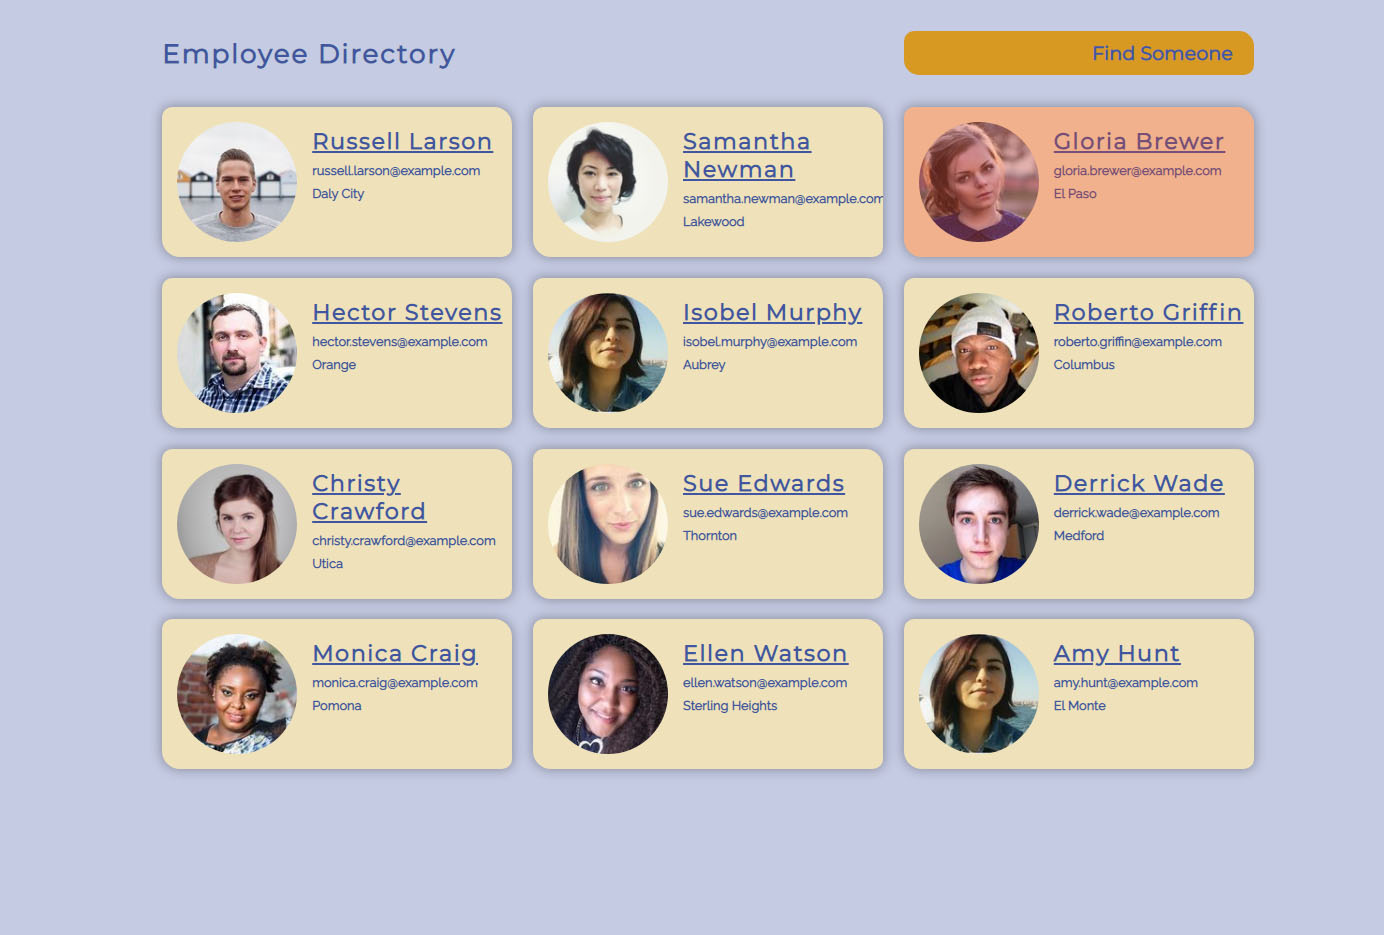 Employee Directory
Find Someone
Russell Larson
russell.larson@example.com
Daly City
Samantha
Newman
samantha.newman@example.com
Lakewood
Gloria Brewer
gloria.brewer@example.com
El Paso
Hector Stevens
hector.stevens@example.com
Orange
Isobel Murphy
isobel.murphy@example.com
Aubrey
Roberto Griffin
roberto.griffin@example.com
Columbus
Christy
Crawford
christy.crawford@example.com
Utica
Sue Edwards
sue.edwards@example.com
Thornton
Derrick Wade
derrick.wade@example.com
Medford
Monica Craig
monica.craig@example.com
Pomona
Ellen Watson
ellen.watson@example.com
Sterling Heights
Amy Hunt
amy.hunt@example.com
El Monte